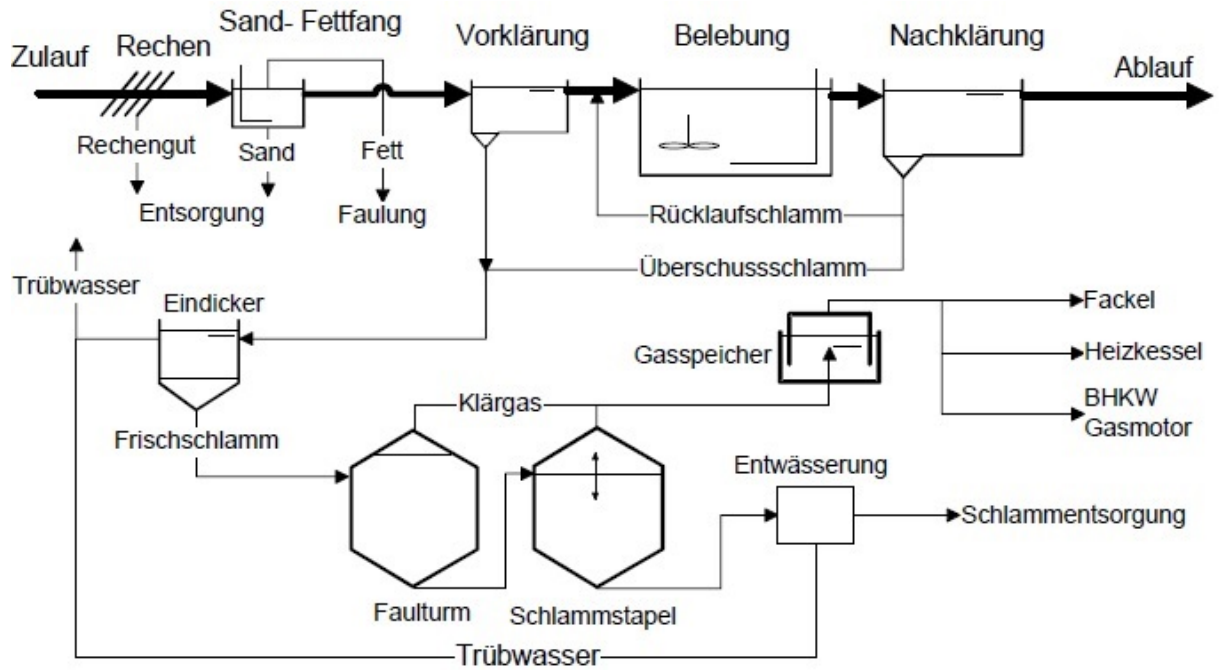 Sand- Fettfang
Zulauf
Rechen
Vorklärung
Belebung
Nachklärung
Ablauf
Rechengut
Sand
Fett
Entsorgung
Faulung
Rücklaufschlamm
Überschussschlamm
Trübwasser
Eindicker
Gasspeicher
Fackel
Heizkessel
BHKW
Gasmotor
Klärgas
Frischschlamm
Entwässerung
Schlammentsorgung
Faulturm
Schlammstapel
Trübwasser